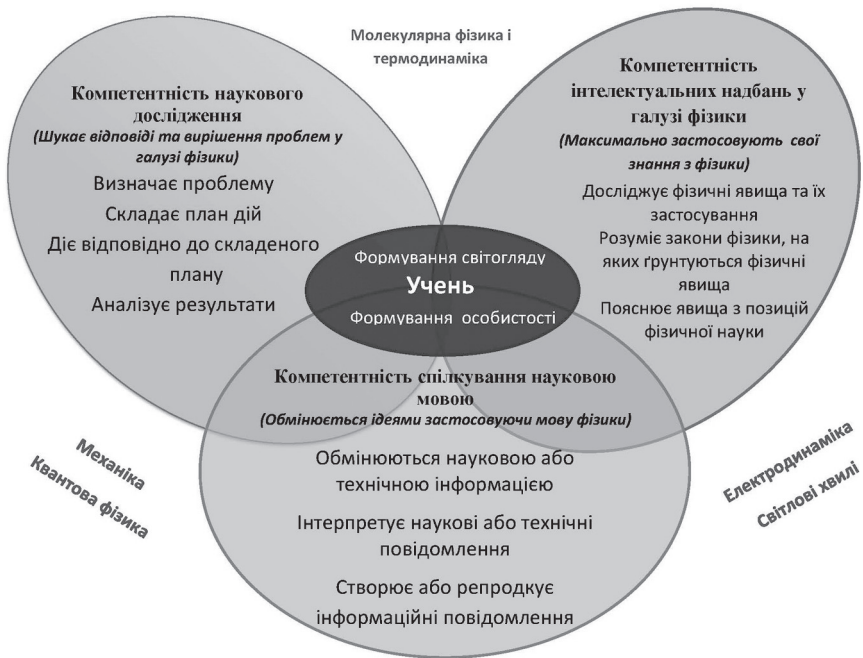 Молекулярна фізика і
термодинаміка
Компетентність наукового
дослідження
(Шукає відповіді та вирішення проблем у
галузі фізики)
Визначає проблему
Складає план дій
Діє відповідно до складеного
плану
Аналізує результати
Компетентність
інтелектуальних надбань у
галузі фізики
(Максимально застосовують свої
знання з фізики)
Досліджує фізичні явища та їх
застосування
Розуміє закони фізики, на
яких ґрунтуються фізичні
явища
Пояснює явища з позицій
фізичної науки
Формування світогляду
Учень
Формування особистості
Компетентність спілкування науковою
мовою
(Обмінюється ідеями застосовуючи мову фізики)
Обмінюються науковою або
технічною інформацією
Інтерпретує наукові або технічні
повідомлення
Створює або репродкує
інформаційні повідомлення
Механіка
Квантова фізика
Електродинаміка
Світлові хвилі